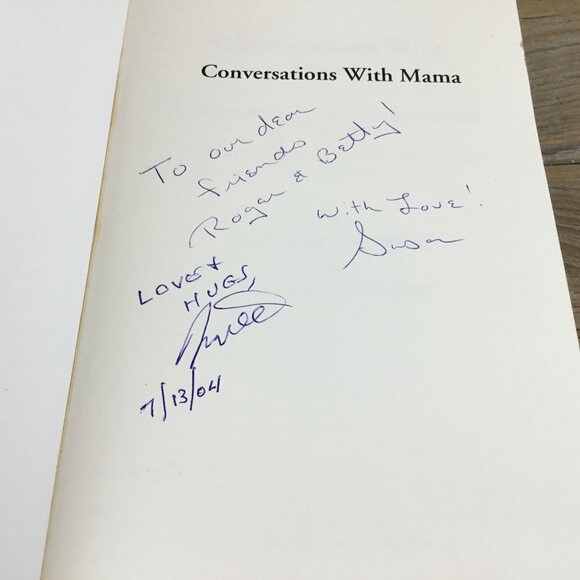 Conversations With Mama
To our dear
friends
Roger & Betty!
With Love!
Susan
LOVE +
HUGS,
7/13/04